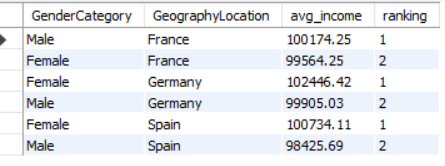 GenderCategory GeographyLocation avg_income ranking
Male France 100174.25 1
Female France 99564.25 2
Female Germany 102446.42 1
Male Germany 99905.03 2
Female Spain 100734.11 1
Male Spain 98425.69 2